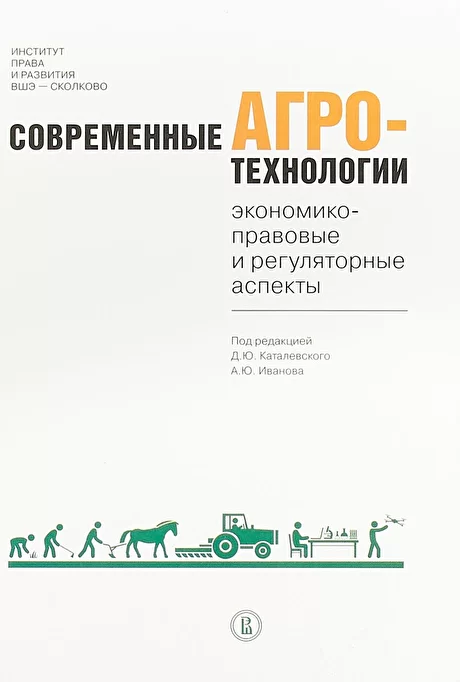 ИНСТИТУТ
ПРАВА
И РАЗВИТИЯ
ВШЭ — СКОЛКОВО
СОВРЕМЕННЫЕ АГРО-
ТЕХНОЛОГИИ
экономико-
правовые
и регуляторные
аспекты
Под редакцией
Д.Ю. Каталевского
А.Ю. Иванова